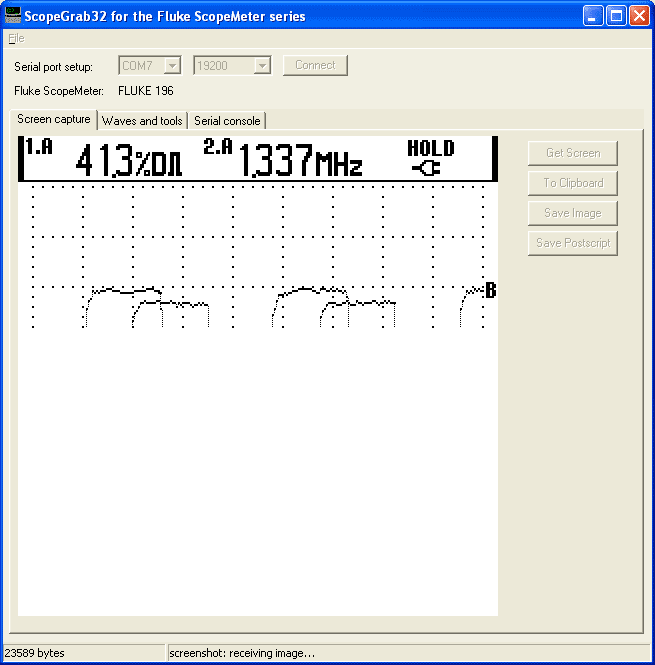 ScopeGrab32 for the Fluke ScopeMeter series
File
Serial port setup: COM7 19200 Connect
Fluke ScopeMeter: FLUKE 196
Screen capture Waves and tools Serial console
1.A 41.3%D⎍ 2.A 1.337MHz HOLD
Get Screen
To Clipboard
Save Image
Save Postscript
B
23589 bytes screenshot: receiving image...